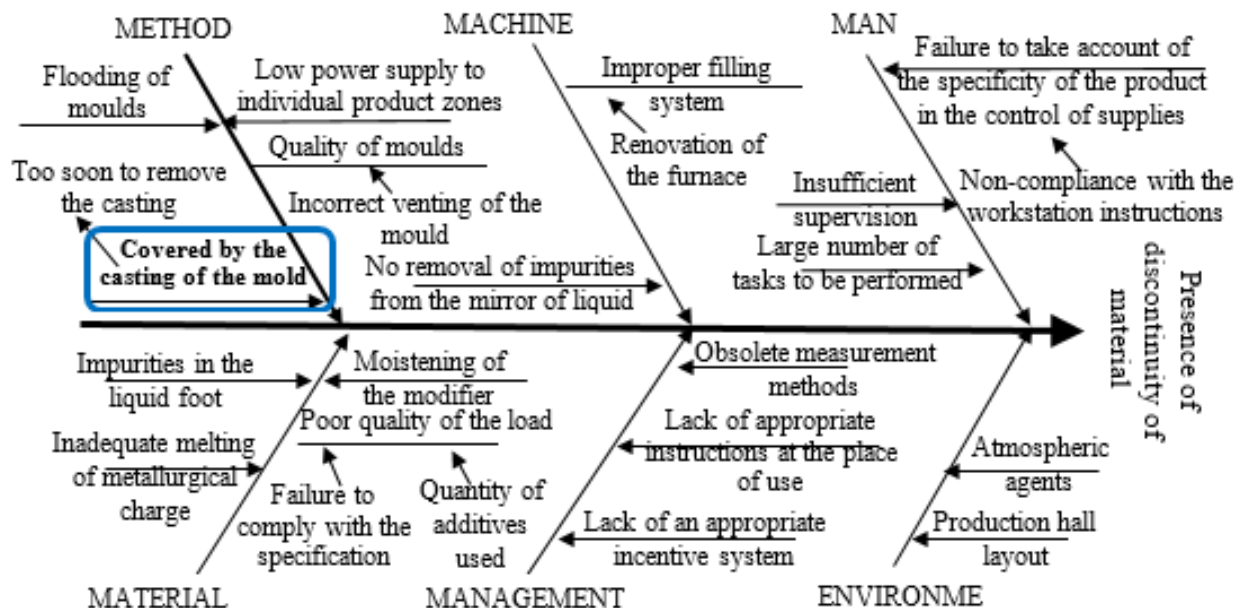 METHOD
MACHINE
MAN
Flooding of
moulds
Low power supply to
individual product zones
Quality of moulds
Incorrect venting of the
mould
Too soon to remove
the casting
Covered by the
casting of the mold
Improper filling
system
Renovation of
the furnace
No removal of impurities
from the mirror of liquid
Failure to take account of
the specificity of the product
in the control of supplies
Non-compliance with the
workstation instructions
Insufficient
supervision
Large number of
tasks to be performed
Presence of
discontinuity of
material
Impurities in the
liquid foot
Moistening of
the modifier
Poor quality of the load
Inadequate melting
of metallurgical
charge
Failure to
comply with the
specification
Quantity of
additives
used
Obsolete measurement
methods
Lack of appropriate
instructions at the place
of use
Lack of an appropriate
incentive system
Atmospheric
agents
Production hall
layout
MATERIAL
MANAGEMENT
ENVIRONME